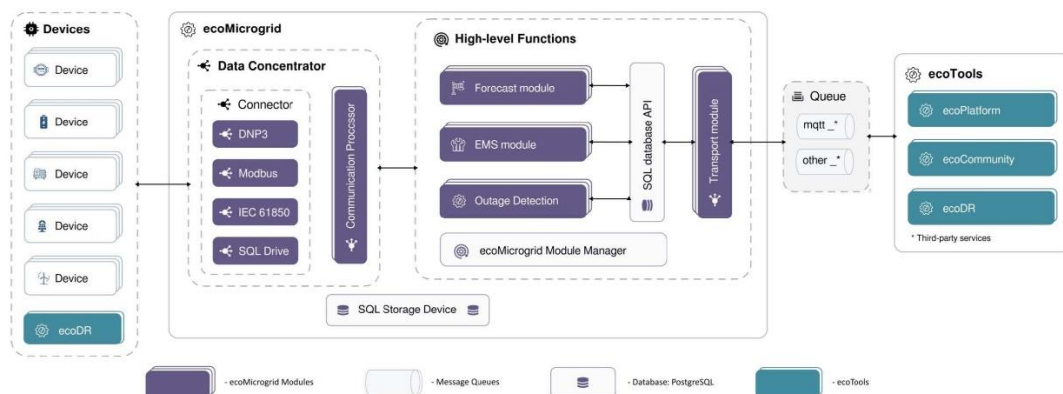 Devices
Device
Device
Device
Device
Device
ecoDR
ecoMicrogrid
Data Concentrator
Connector
DNP3
Modbus
IEC 61850
SQL Drive
Communication Proccssor
High-level Functions
Forecast module
EMS module
Outage Detection
SQL database API
Transport module
ecoMicrogrid Module Manager
SQL Storage Device
Queue
mqtt _*
other _*
ecoTools
ecoPlatform
ecoCommunity
ecoDR
* Third-party services
- ecoMicrogrid Modules
- Message Queues
- Database: PostgreSQL
- ecoTools